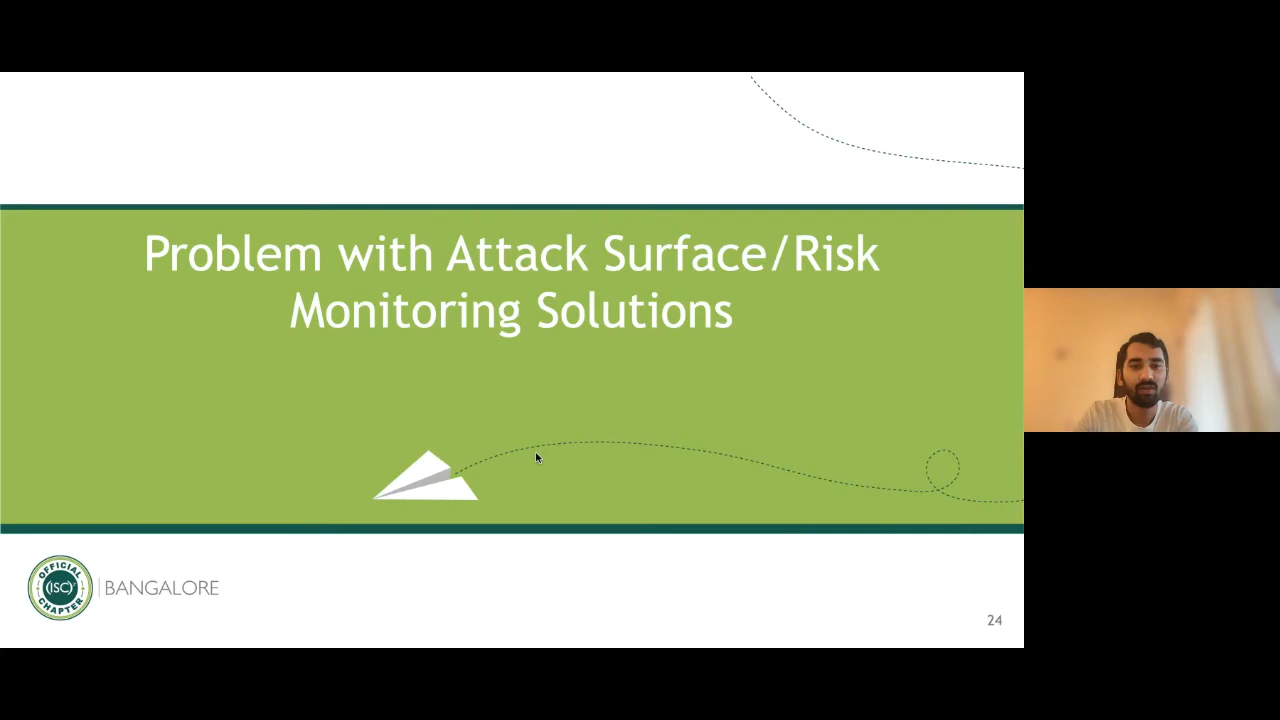 Problem with Attack Surface/Risk
Monitoring Solutions
OFFICIAL
(ISC)²
CHAPTER
BANGALORE
24